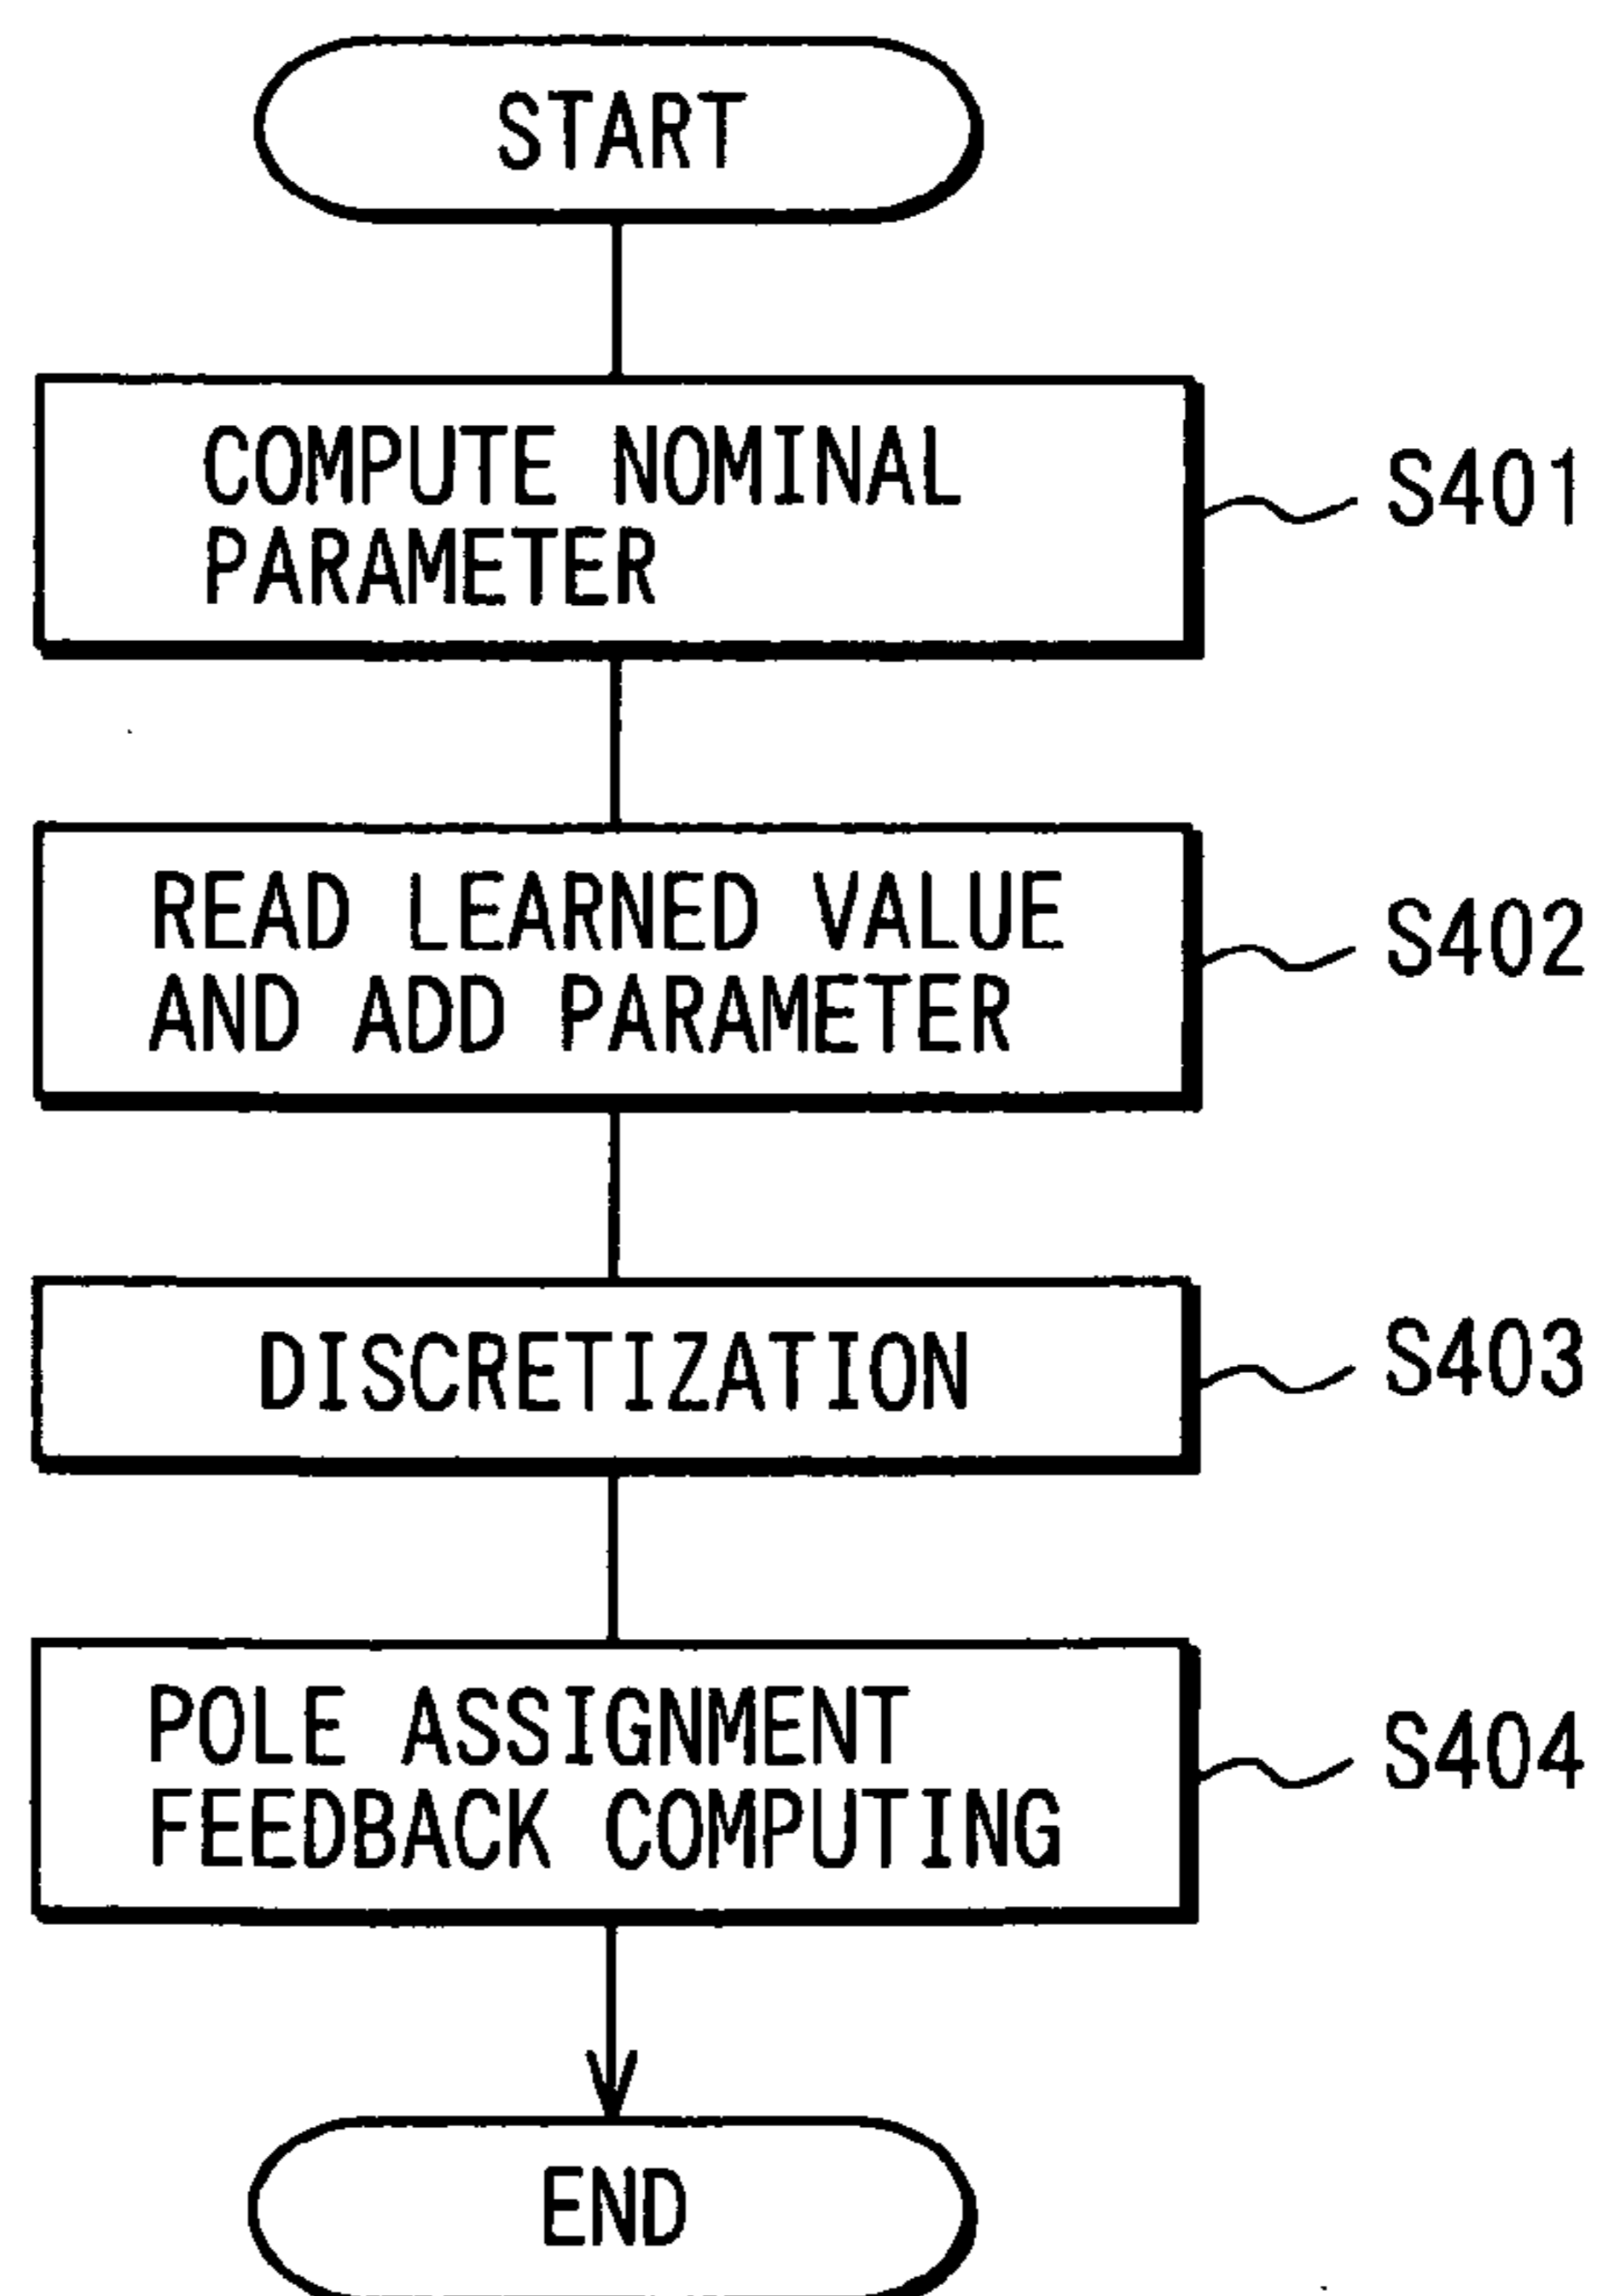 START
COMPUTE NOMINAL
PARAMETER
S401
READ LEARNED VALUE
AND ADD PARAMETER
S402
DISCRETIZATION
S403
POLE ASSIGNMENT
FEEDBACK COMPUTING
S404
END